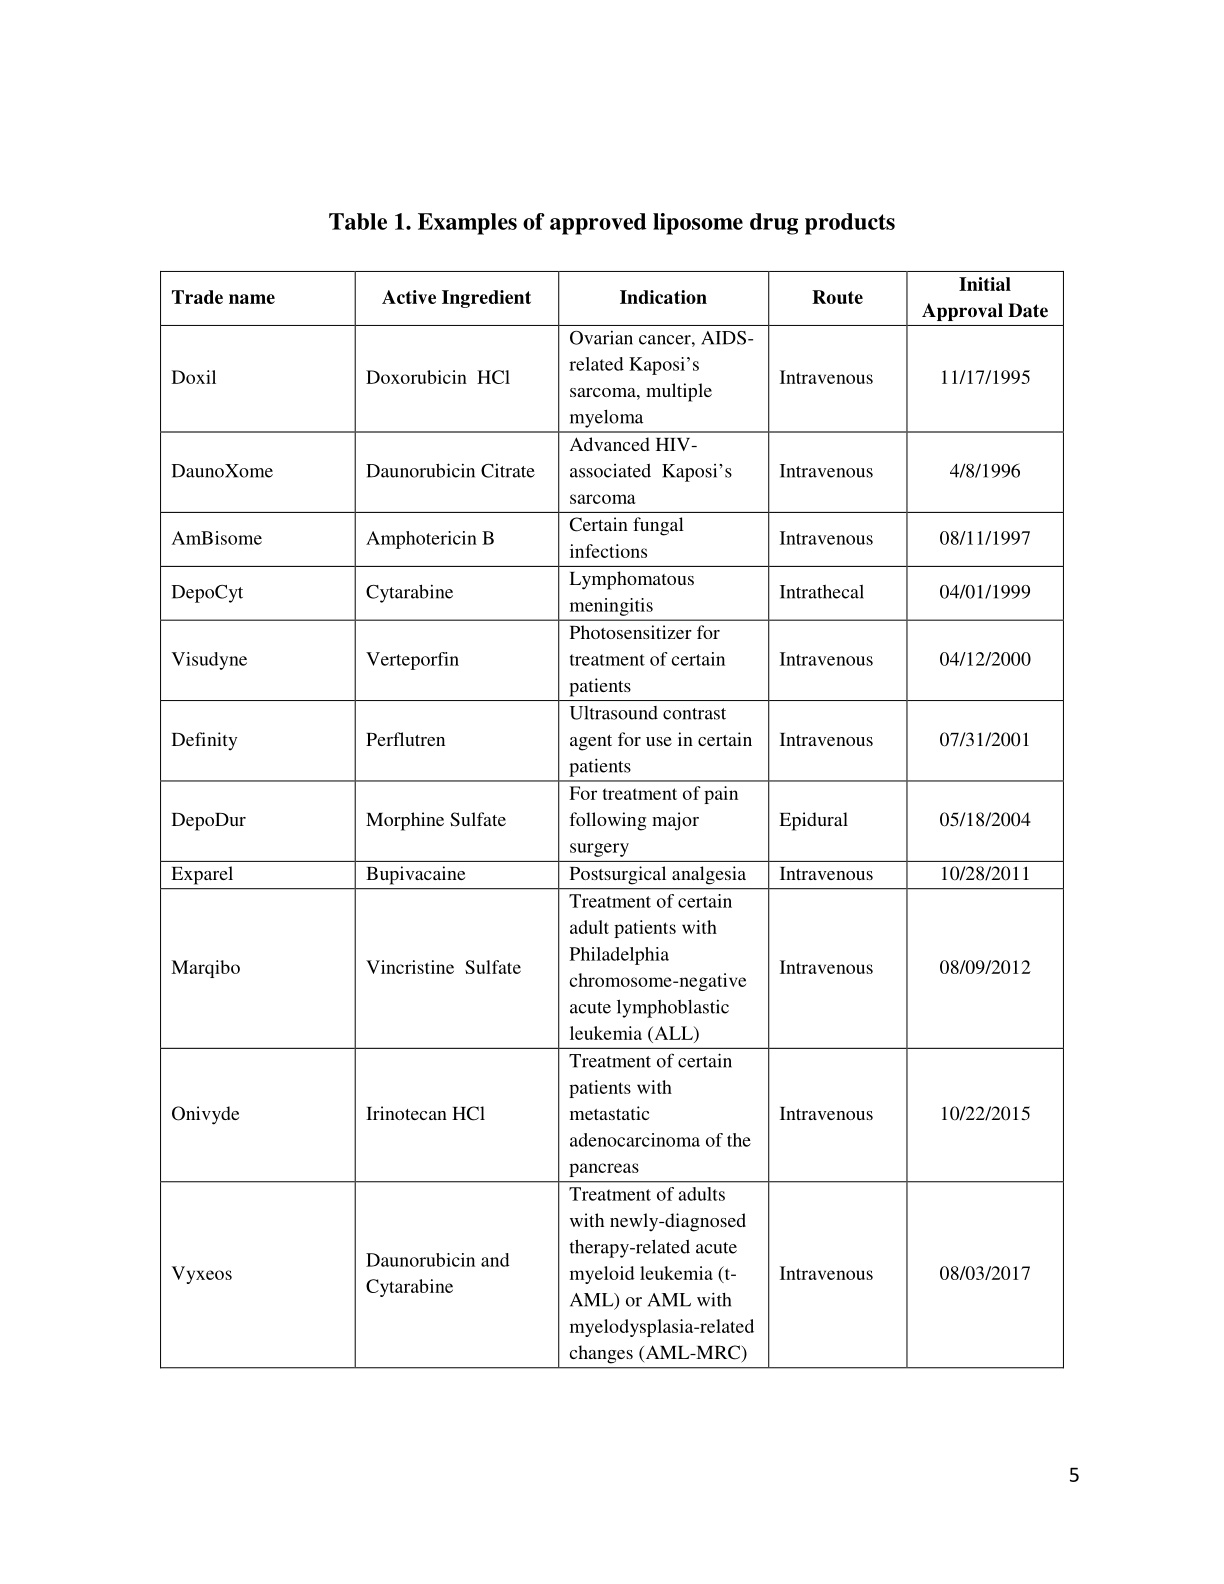 Table 1. Examples of approved liposome drug products
Trade name
Active Ingredient
Indication
Route
Initial
Approval Date
Doxil
Doxorubicin HCl
Ovarian cancer, AIDS-
related Kaposi’s
sarcoma, multiple
myeloma
Intravenous
11/17/1995
DaunoXome
Daunorubicin Citrate
Advanced HIV-
associated Kaposi’s
sarcoma
Intravenous
4/8/1996
AmBisome
Amphotericin B
Certain fungal
infections
Intravenous
08/11/1997
DepoCyt
Cytarabine
Lymphomatous
meningitis
Intrathecal
04/01/1999
Visudyne
Verteporfin
Photosensitizer for
treatment of certain
patients
Intravenous
04/12/2000
Definity
Perflutren
Ultrasound contrast
agent for use in certain
patients
Intravenous
07/31/2001
DepoDur
Morphine Sulfate
For treatment of pain
following major
surgery
Epidural
05/18/2004
Exparel
Bupivacaine
Postsurgical analgesia
Intravenous
10/28/2011
Marqibo
Vincristine Sulfate
Treatment of certain
adult patients with
Philadelphia
chromosome-negative
acute lymphoblastic
leukemia (ALL)
Intravenous
08/09/2012
Onivyde
Irinotecan HCl
Treatment of certain
patients with
metastatic
adenocarcinoma of the
pancreas
Intravenous
10/22/2015
Vyxeos
Daunorubicin and
Cytarabine
Treatment of adults
with newly-diagnosed
therapy-related acute
myeloid leukemia (t-
AML) or AML with
myelodysplasia-related
changes (AML-MRC)
Intravenous
08/03/2017
5